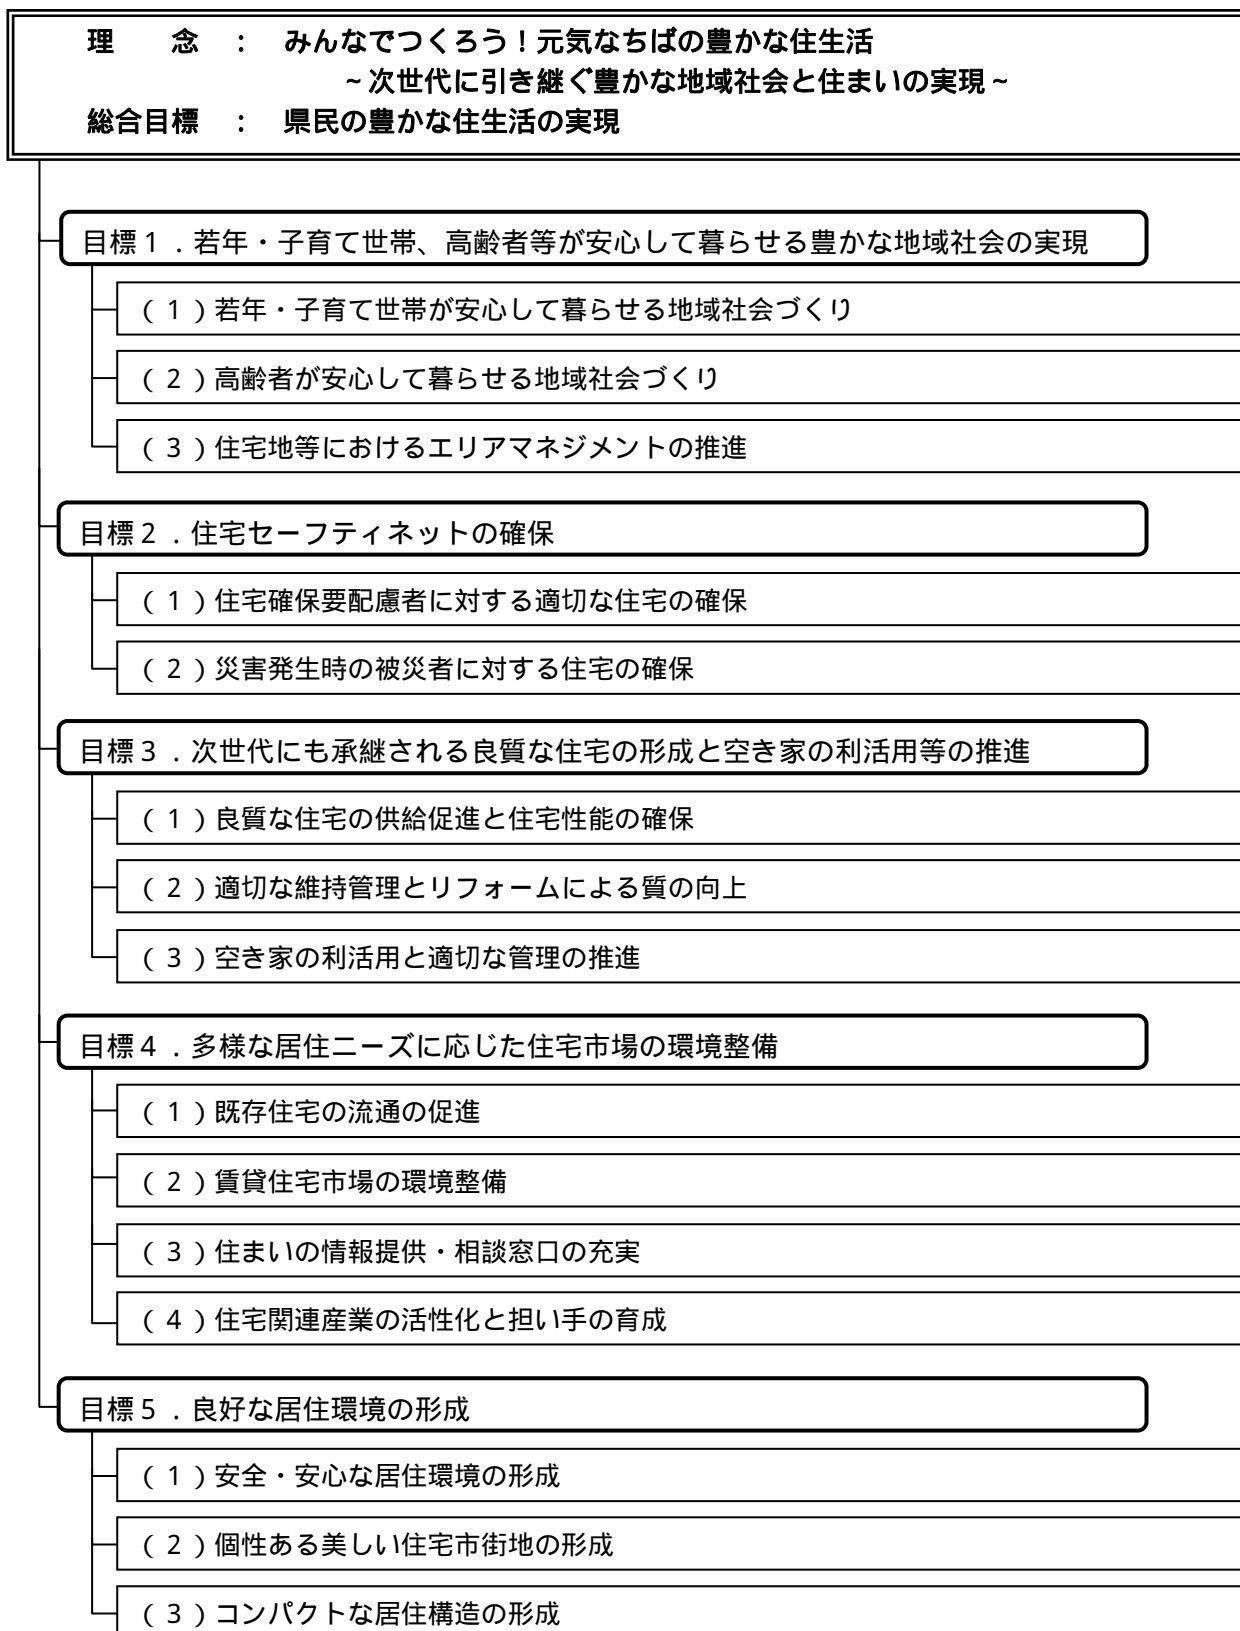 理　　念　：　みんなでつくろう！元気なちばの豊かな住生活
～次世代に引き継ぐ豊かな地域社会と住まいの実現～
総合目標　：　県民の豊かな住生活の実現
目標１．若年・子育て世帯、高齢者等が安心して暮らせる豊かな地域社会の実現
（１）若年・子育て世帯が安心して暮らせる地域社会づくり
（２）高齢者が安心して暮らせる地域社会づくり
（３）住宅地等におけるエリアマネジメントの推進
目標２．住宅セーフティネットの確保
（１）住宅確保要配慮者に対する適切な住宅の確保
（２）災害発生時の被災者に対する住宅の確保
目標３．次世代にも承継される良質な住宅の形成と空き家の利活用等の推進
（１）良質な住宅の供給促進と住宅性能の確保
（２）適切な維持管理とリフォームによる質の向上
（３）空き家の利活用と適切な管理の推進
目標４．多様な居住ニーズに応じた住宅市場の環境整備
（１）既存住宅の流通の促進
（２）賃貸住宅市場の環境整備
（３）住まいの情報提供・相談窓口の充実
（４）住宅関連産業の活性化と担い手の育成
目標５．良好な居住環境の形成
（１）安全・安心な居住環境の形成
（２）個性ある美しい住宅市街地の形成
（３）コンパクトな居住構造の形成